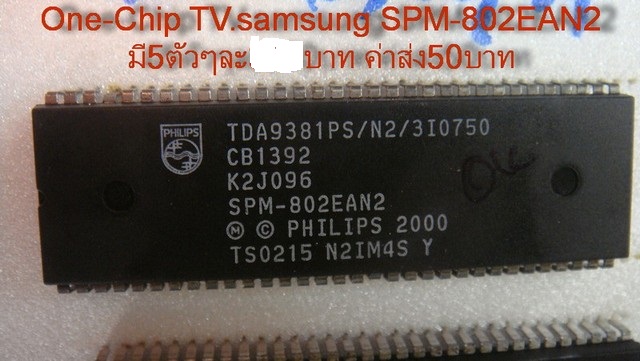 One-Chip TV.samsung SPM-802EAN2
มี5ตัวๆละ บาท ค่าส่ง50บาท
PHILIPS
TDA9381PS/N2/3I0750
CB1392
K2J096
SPM-802EAN2
Ⓜ © PHILIPS 2000
TS0215 N2IM4S Y